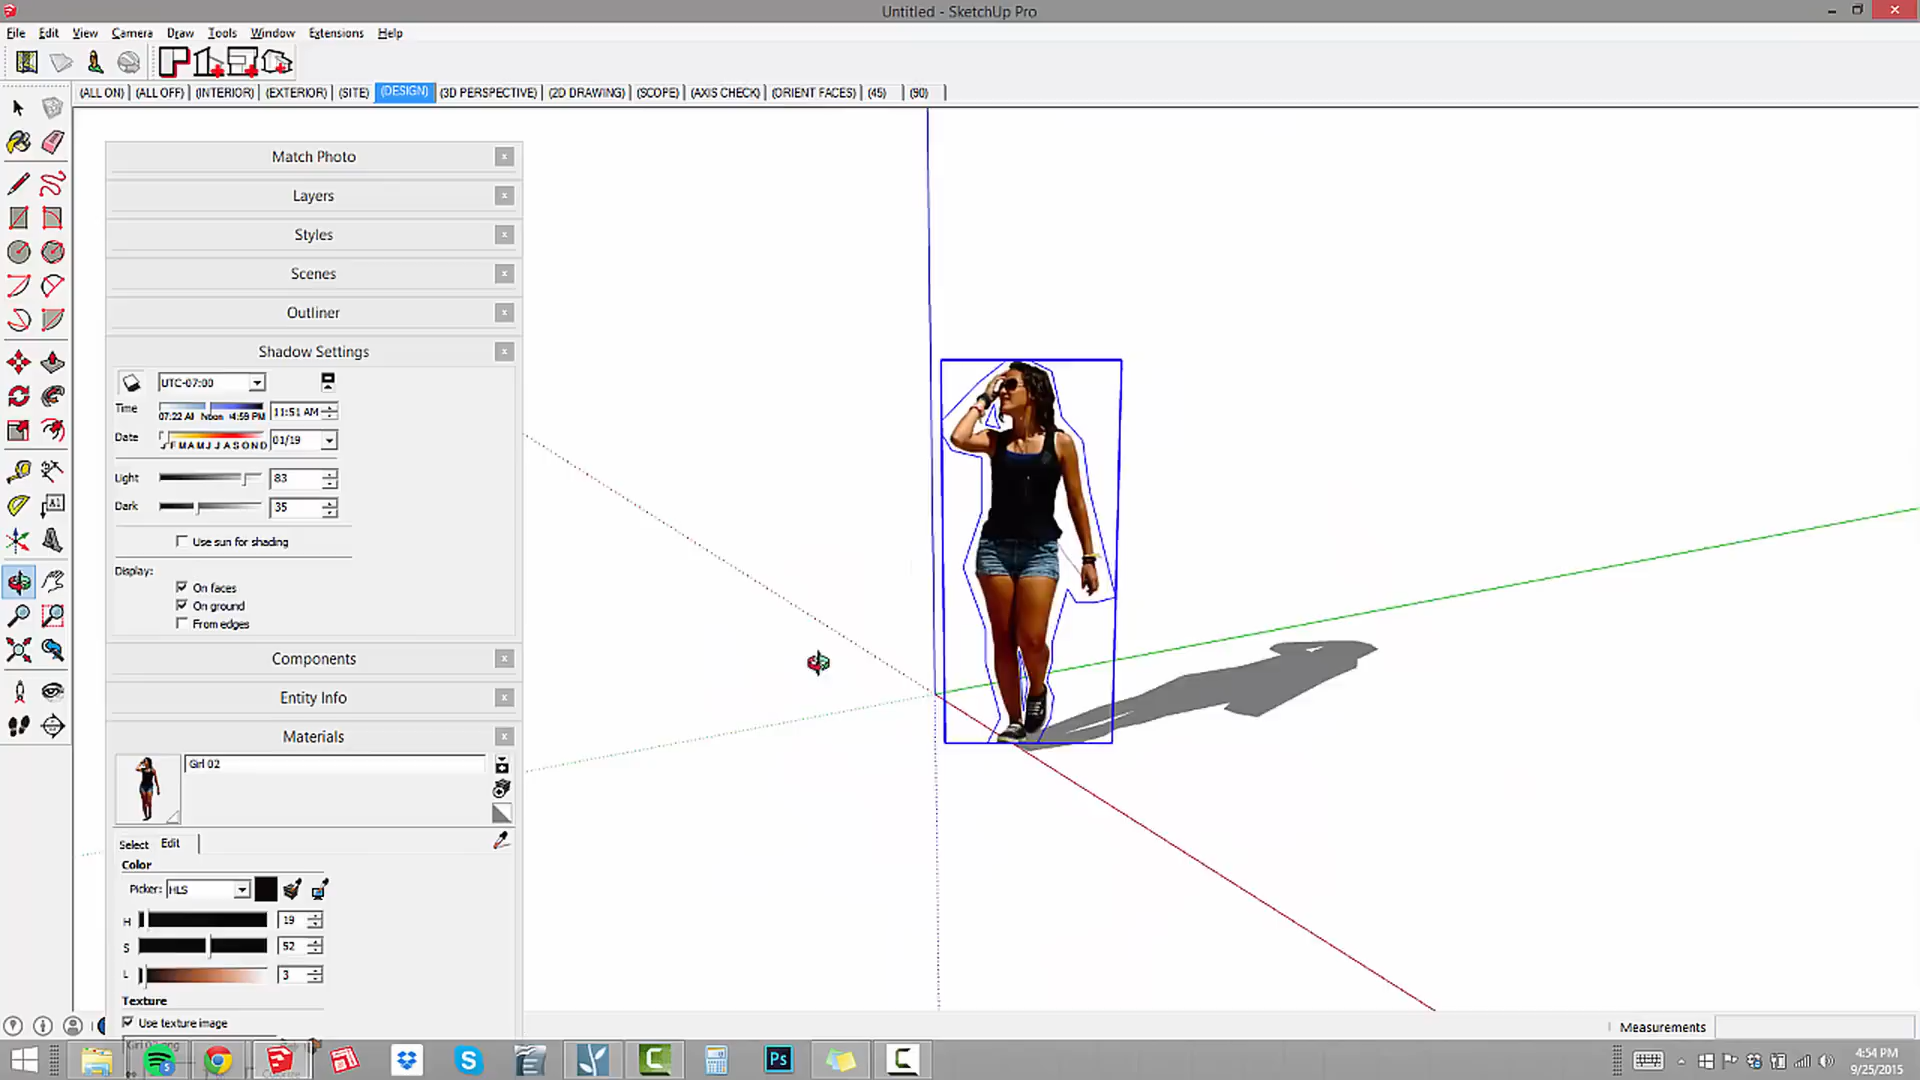 Untitled - SketchUp Pro
File Edit View Camera Draw Tools Window Extensions Help
(ALL ON) (ALL OFF) (INTERIOR) (EXTERIOR) (SITE) (DESIGN) (3D PERSPECTIVE) (2D DRAWING) (SCOPE) (AXIS CHECK) (ORIENT FACES) (45) (90)
Match Photo
Layers
Styles
Scenes
Outliner
Shadow Settings
UTC-07:00
Time 11:51 AM
07:22 AM Noon 4:59 PM
Date 01/19
J F M A M J J A S O N D
Light 83
Dark 35
Use sun for shading
Display:
On faces
On ground
From edges
Components
Entity Info
Materials
Girl 02
Select Edit
Color
Picker: HLS
H 19
S 52
L 3
Texture
Use texture image
Measurements
4:54 PM
9/25/2015